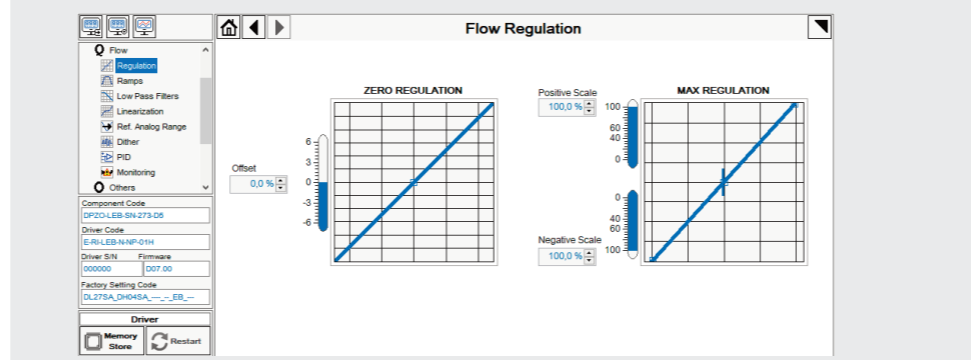 Flow Regulation
Q Flow
Regulation
Ramps
Low Pass Filters
Linearization
Ref. Analog Range
Dither
PID
Monitoring
Others
Component Code
DPZO-LEB-SN-273-D5
Driver Code
E-RI-LEB-N-NP-01H
Driver S/N Firmware
000000 D07.00
Factory Setting Code
DL27SA_DH04SA_---_-_EB_---
Driver
Memory
Store
Restart
ZERO REGULATION
Offset
0,0 %
6
3
0
-3
-6
Positive Scale
100,0 %
100
60
40
0
0
40
60
100
Negative Scale
100,0 %
MAX REGULATION